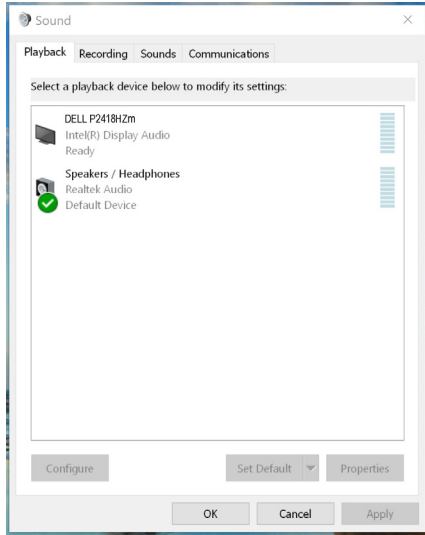 Sound
Playback Recording Sounds Communications
Select a playback device below to modify its settings:
DELL P2418HZm
Intel(R) Display Audio
Ready
Speakers / Headphones
Realtek Audio
Default Device
Configure Set Default Properties
OK Cancel Apply